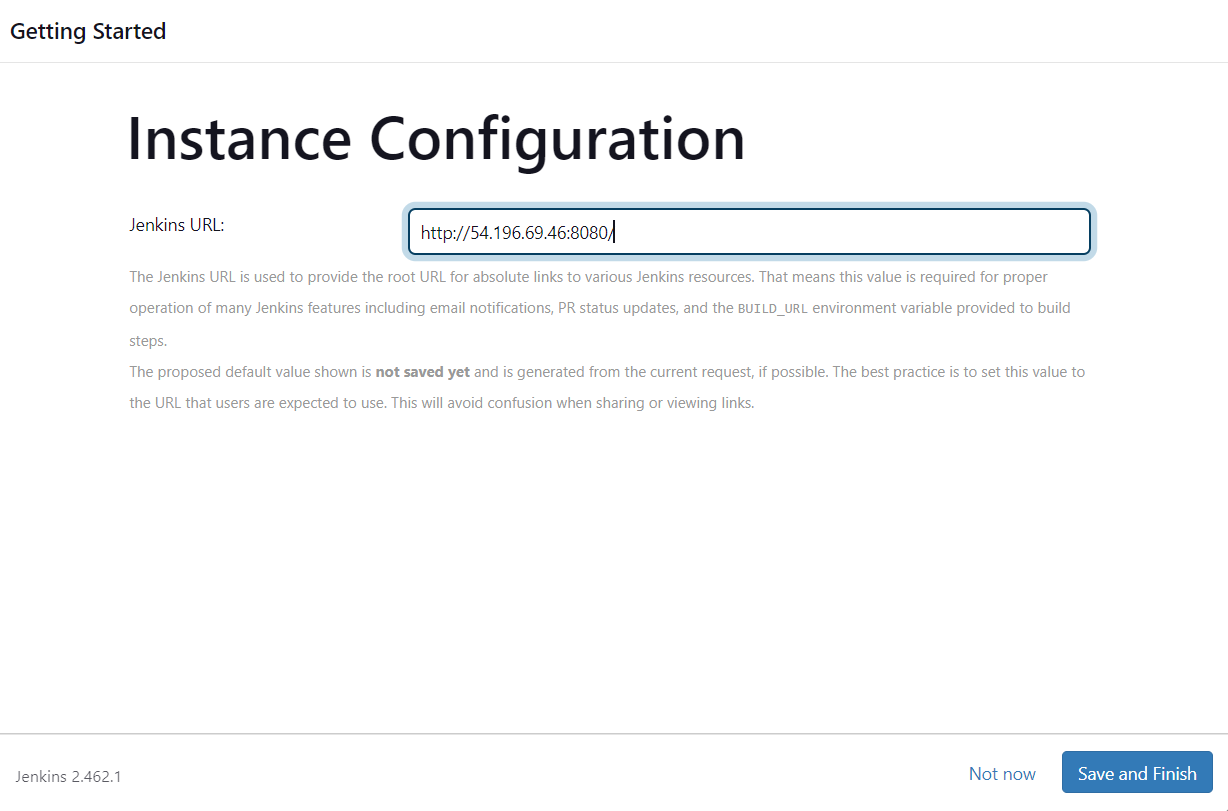 Getting Started
Instance Configuration
Jenkins URL:
http://54.196.69.46:8080/
The Jenkins URL is used to provide the root URL for absolute links to various Jenkins resources. That means this value is required for proper
operation of many Jenkins features including email notifications, PR status updates, and the BUILD_URL environment variable provided to build
steps.
The proposed default value shown is not saved yet and is generated from the current request, if possible. The best practice is to set this value to
the URL that users are expected to use. This will avoid confusion when sharing or viewing links.
Jenkins 2.462.1
Not now
Save and Finish